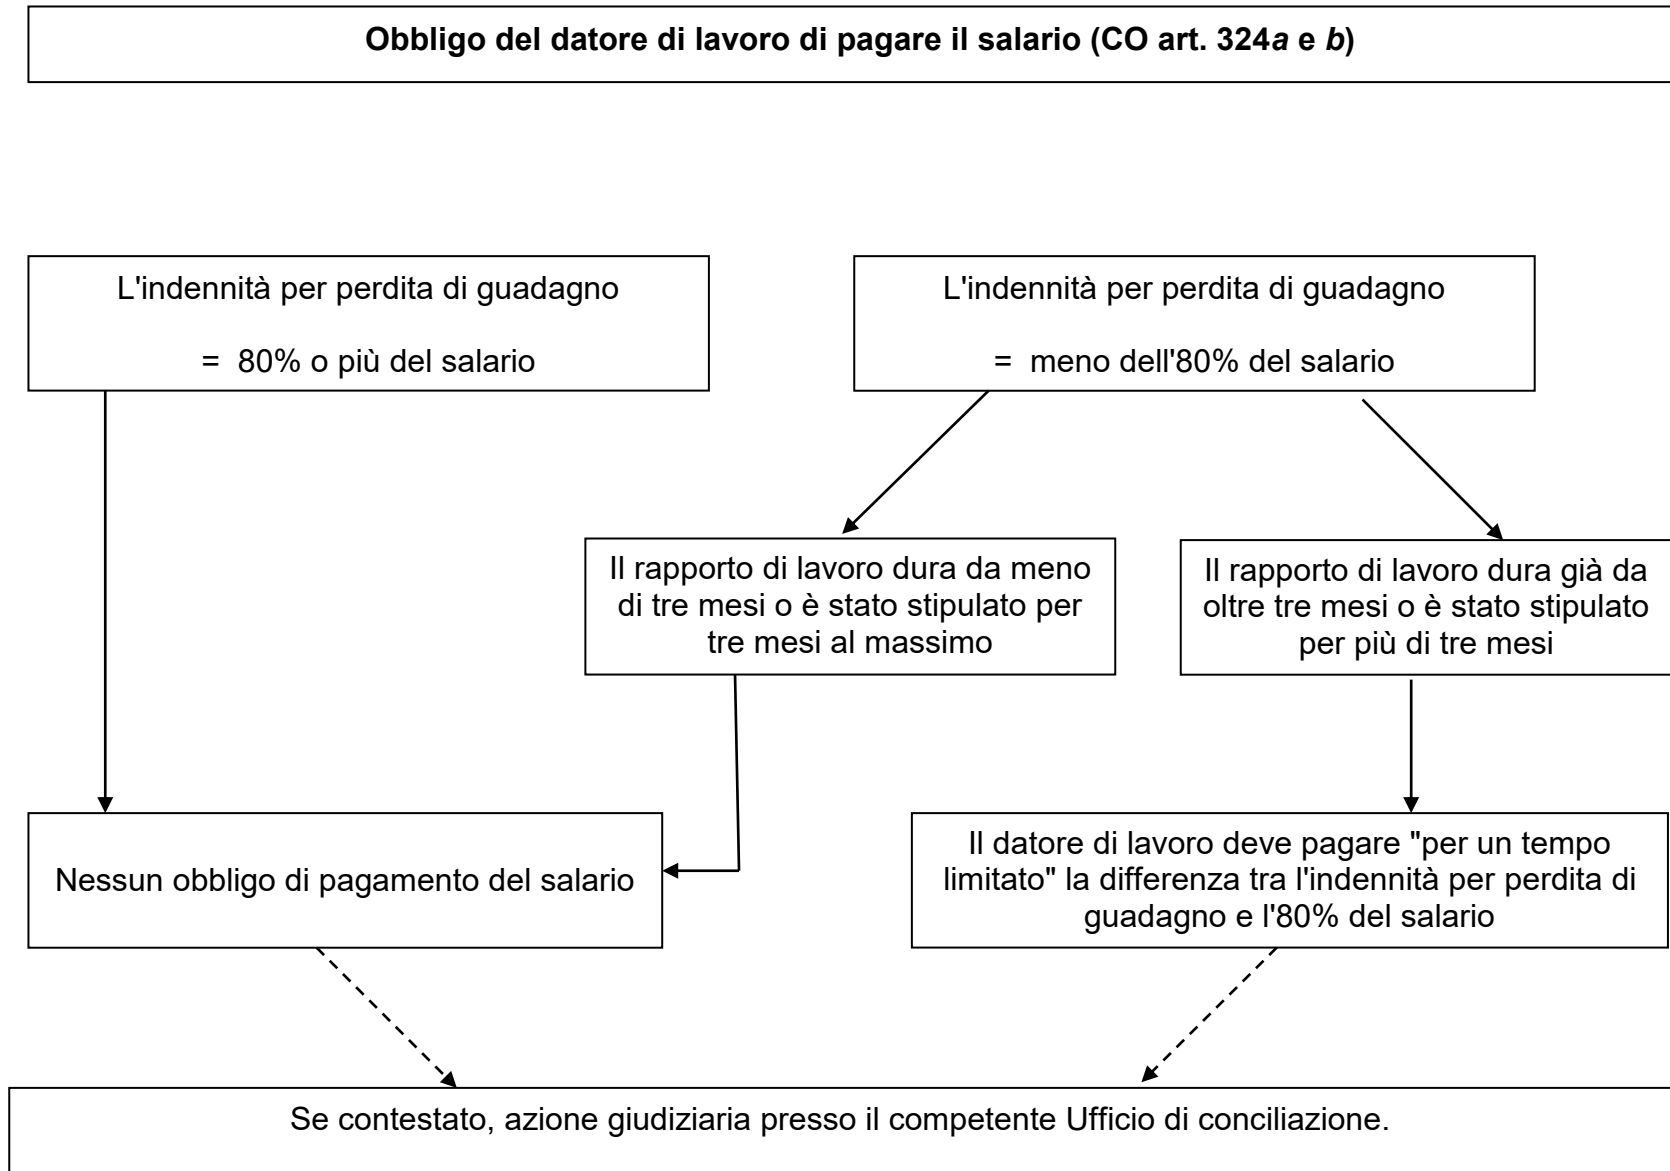 Obbligo del datore di lavoro di pagare il salario (CO art. 324a e b)
L'indennità per perdita di guadagno
= 80% o più del salario
L'indennità per perdita di guadagno
= meno dell'80% del salario
Il rapporto di lavoro dura da meno
di tre mesi o è stato stipulato per
tre mesi al massimo
Il rapporto di lavoro dura già da
oltre tre mesi o è stato stipulato
per più di tre mesi
Nessun obbligo di pagamento del salario
Il datore di lavoro deve pagare "per un tempo
limitato" la differenza tra l'indennità per perdita di
guadagno e l'80% del salario
Se contestato, azione giudiziaria presso il competente Ufficio di conciliazione.